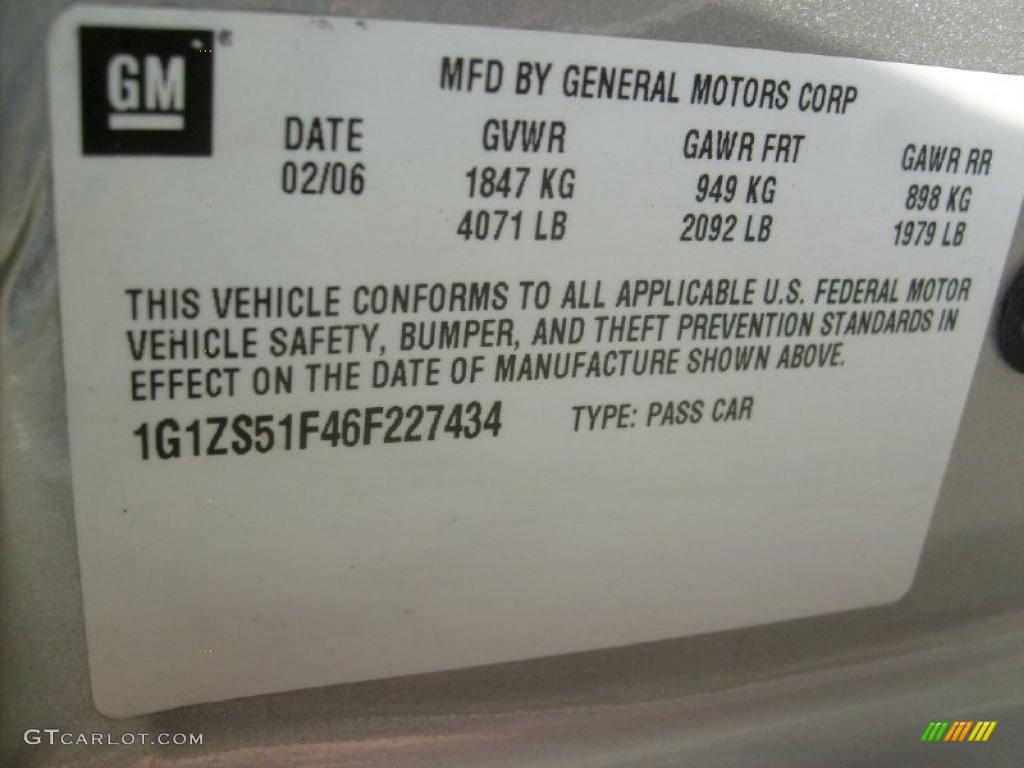 GM
MFD BY GENERAL MOTORS CORP
DATE GVWR GAWR FRT GAWR RR
02/06 1847 KG 949 KG 898 KG
4071 LB 2092 LB 1979 LB
THIS VEHICLE CONFORMS TO ALL APPLICABLE U.S. FEDERAL MOTOR
VEHICLE SAFETY, BUMPER, AND THEFT PREVENTION STANDARDS IN
EFFECT ON THE DATE OF MANUFACTURE SHOWN ABOVE.
1G1ZS51F46F227434 TYPE: PASS CAR
GTCARLOT.COM